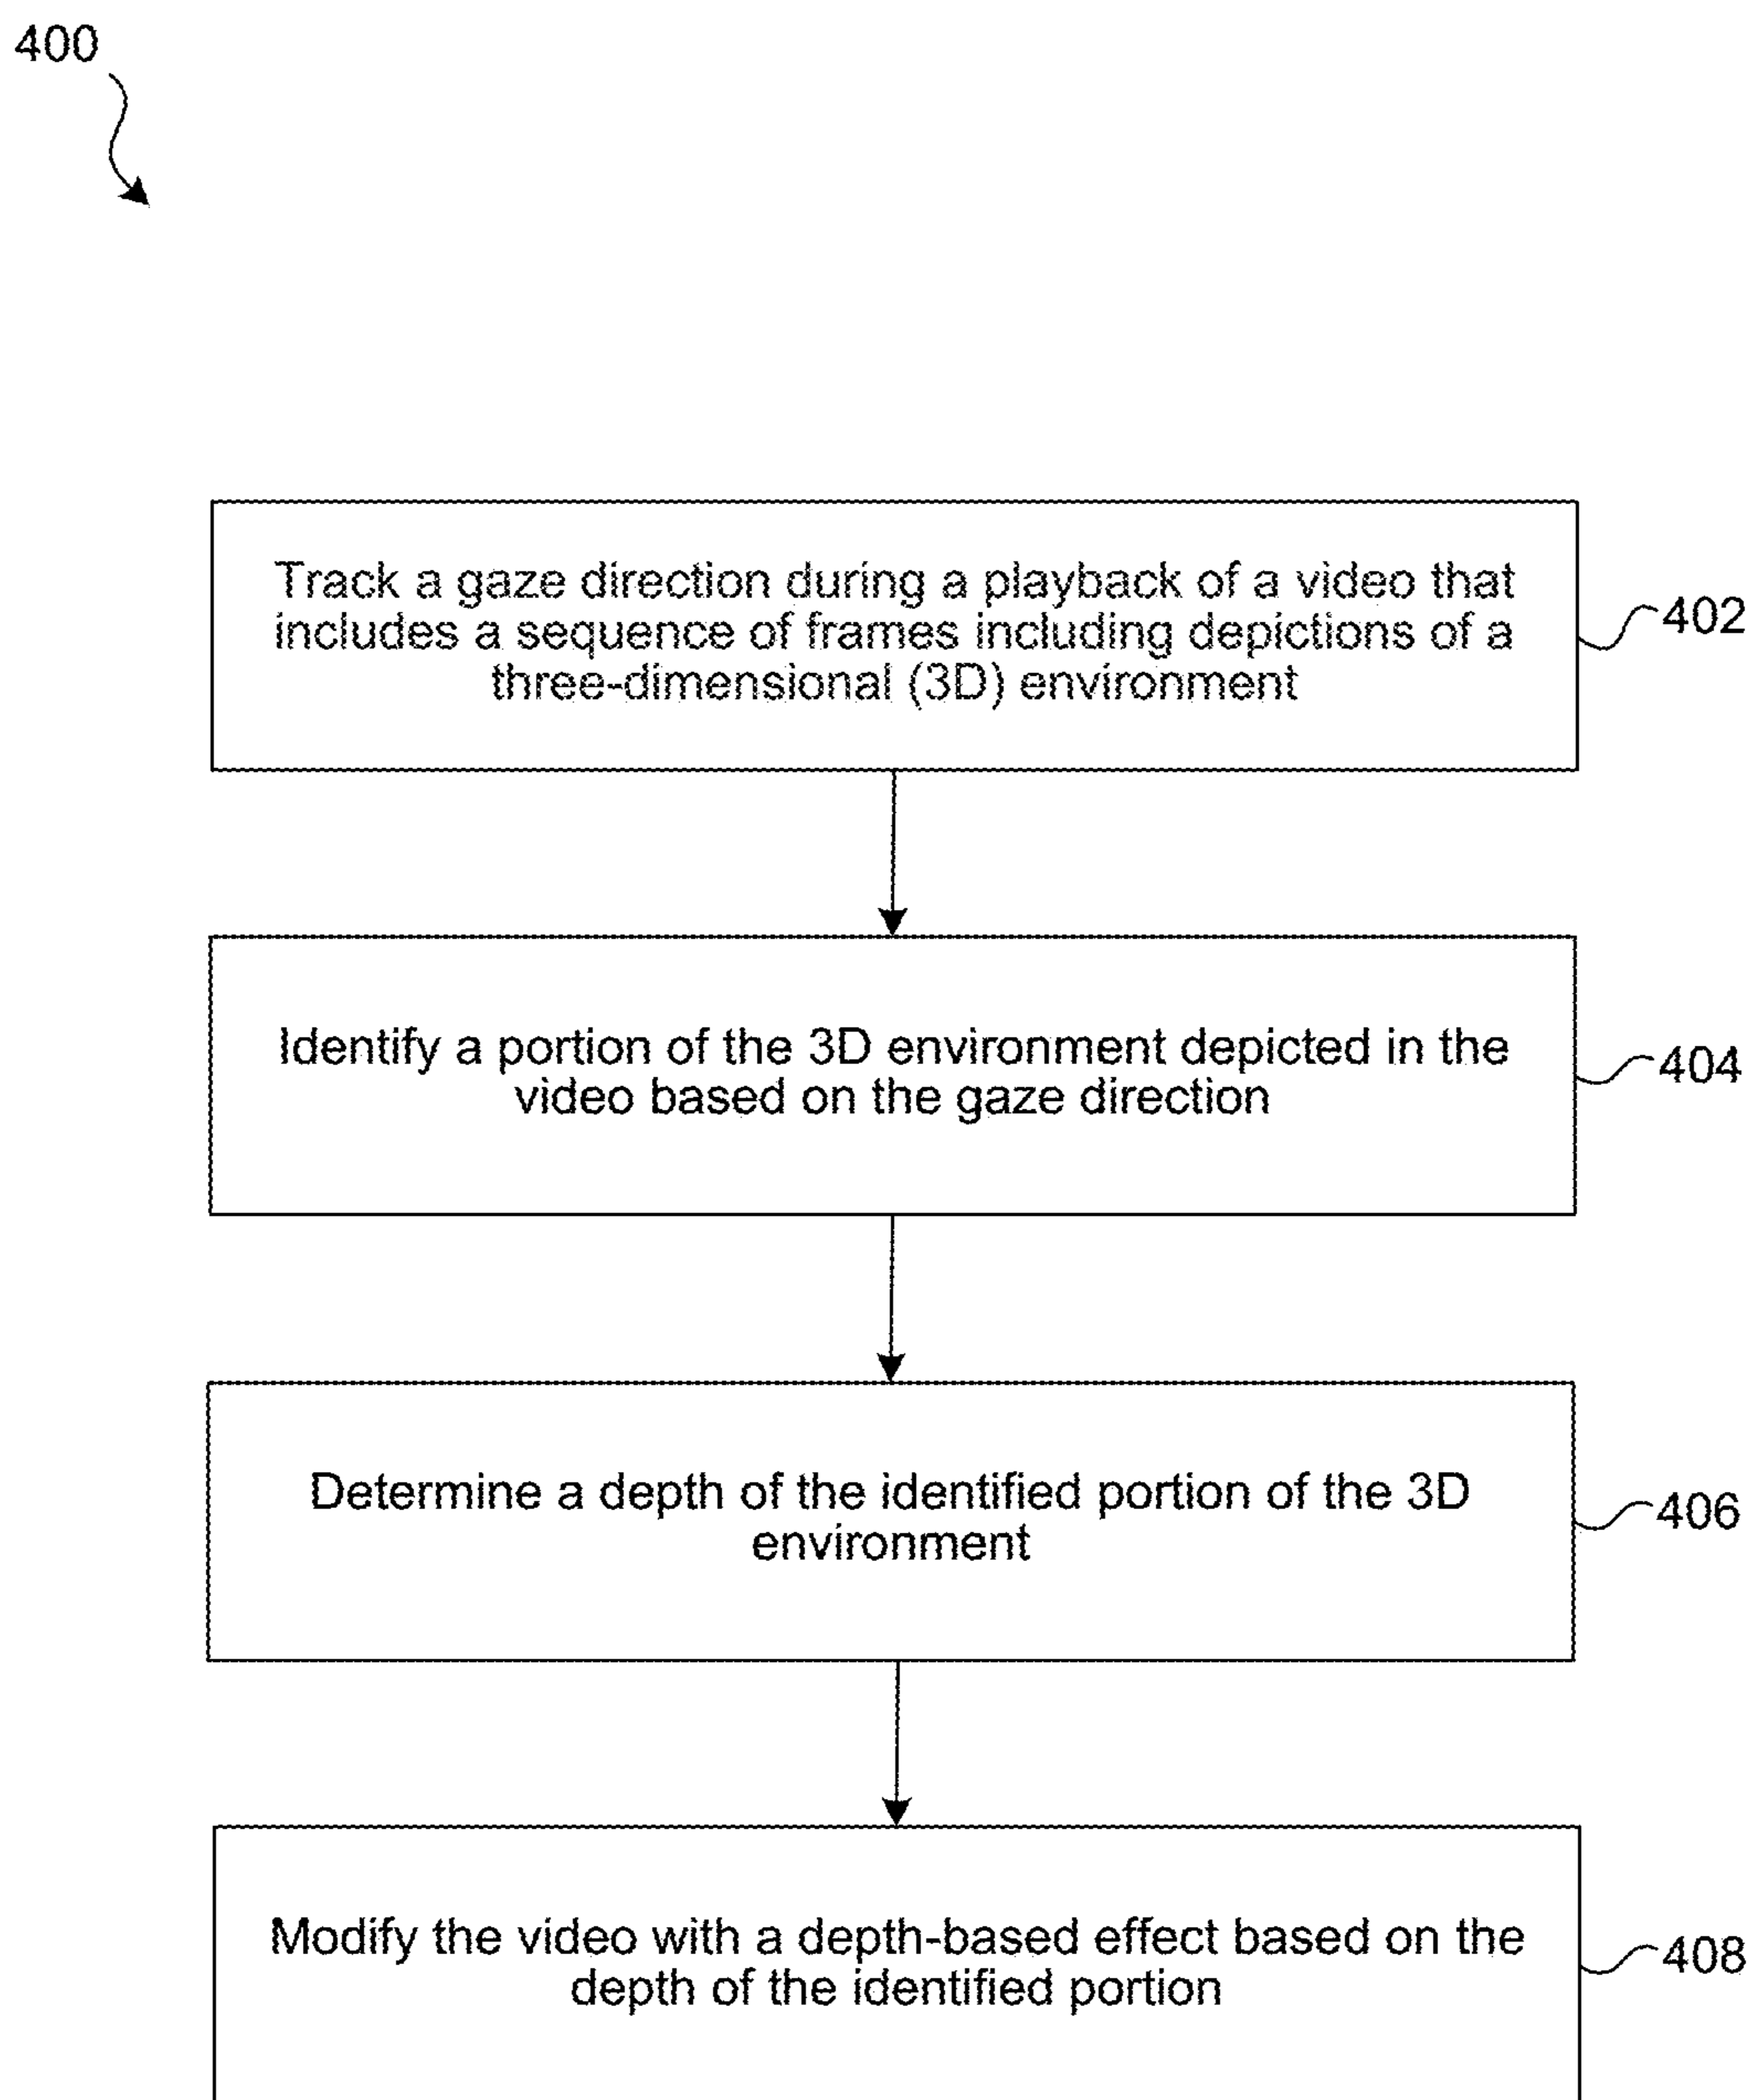 400
Track a gaze direction during a playback of a video that
includes a sequence of frames including depictions of a
three-dimensional (3D) environment
402
Identify a portion of the 3D environment depicted in the
video based on the gaze direction
404
Determine a depth of the identified portion of the 3D
environment
406
Modify the video with a depth-based effect based on the
depth of the identified portion
408